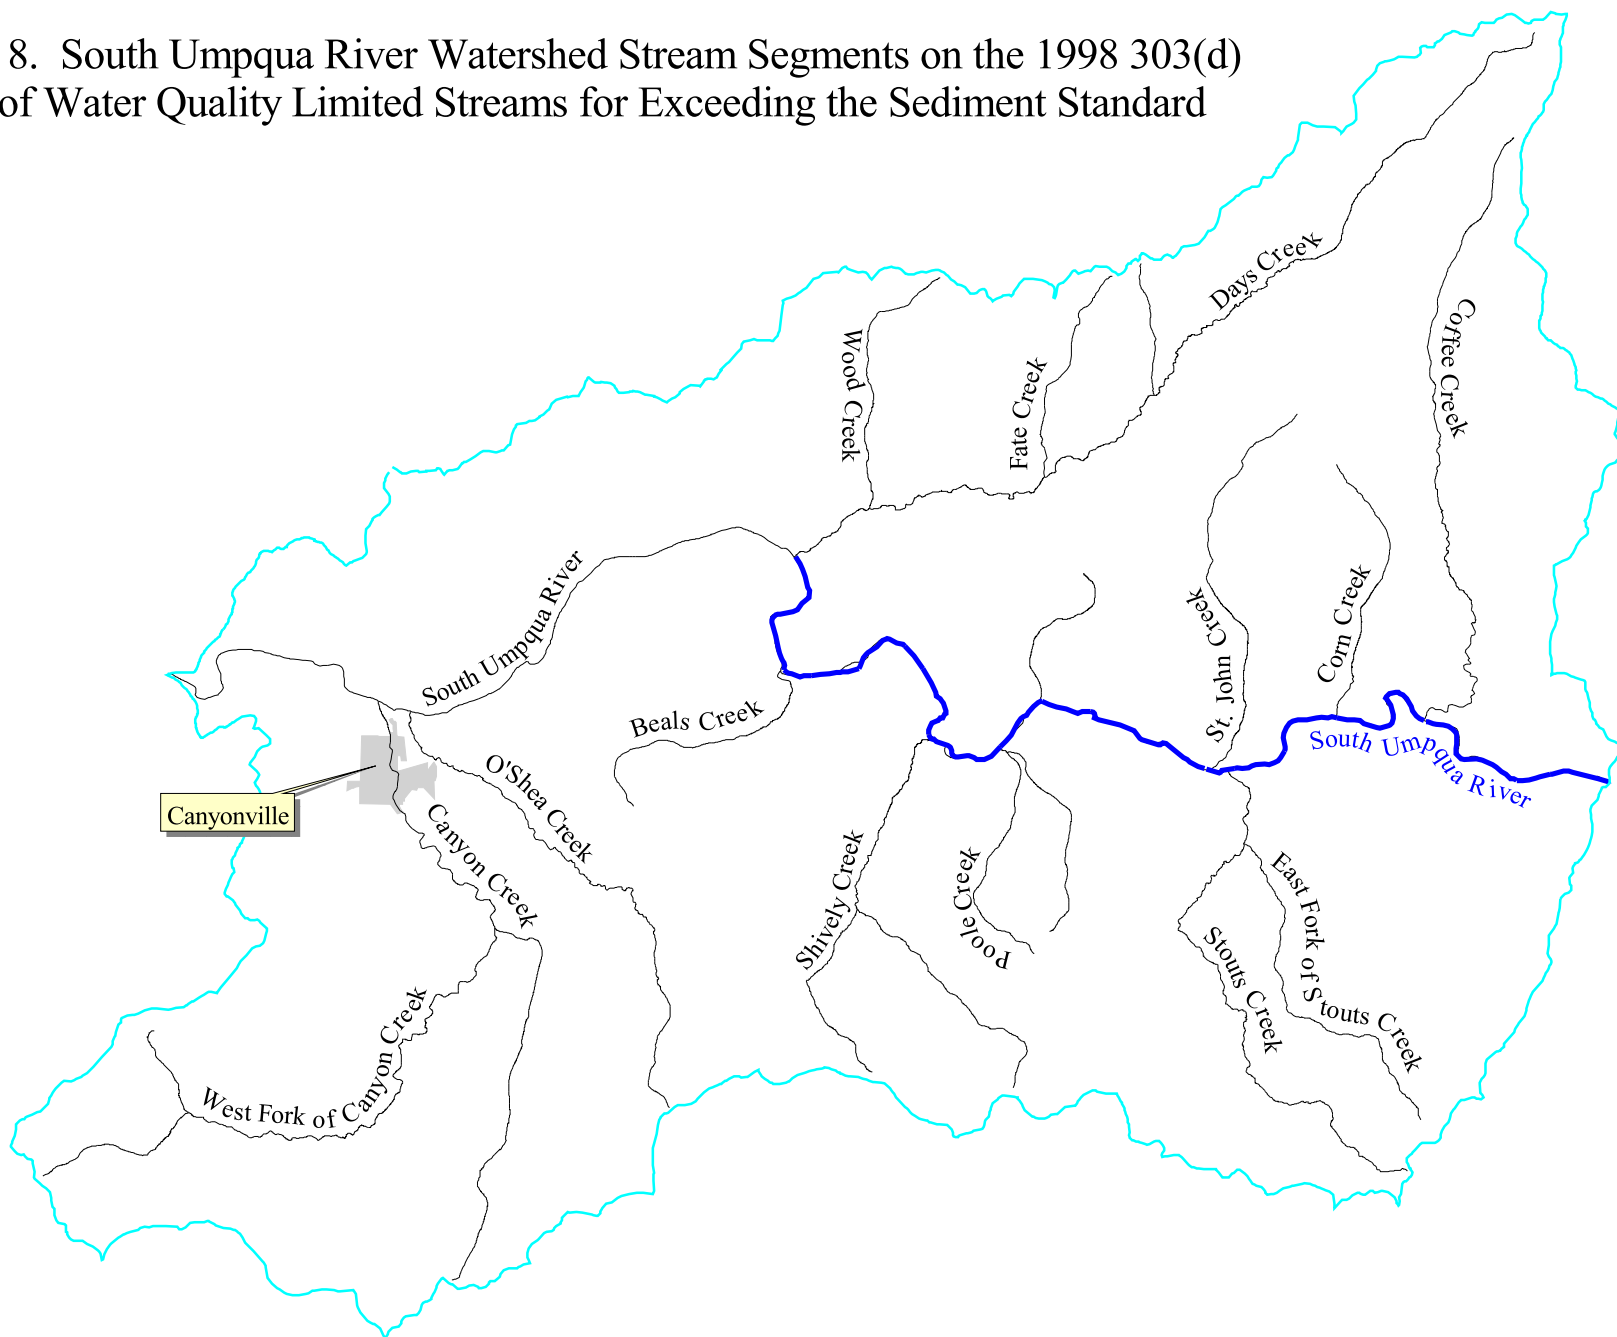 8. South Umpqua River Watershed Stream Segments on the 1998 303(d)
of Water Quality Limited Streams for Exceeding the Sediment Standard
Days Creek
Coffee Creek
Wood Creek
Fate Creek
South Umpqua River
St. John Creek
Corn Creek
Beals Creek
South Umpqua River
O'Shea Creek
Canyonville
Canyon Creek
Shively Creek
Poole Creek
East Fork of Stouts Creek
Stouts Creek
West Fork of Canyon Creek